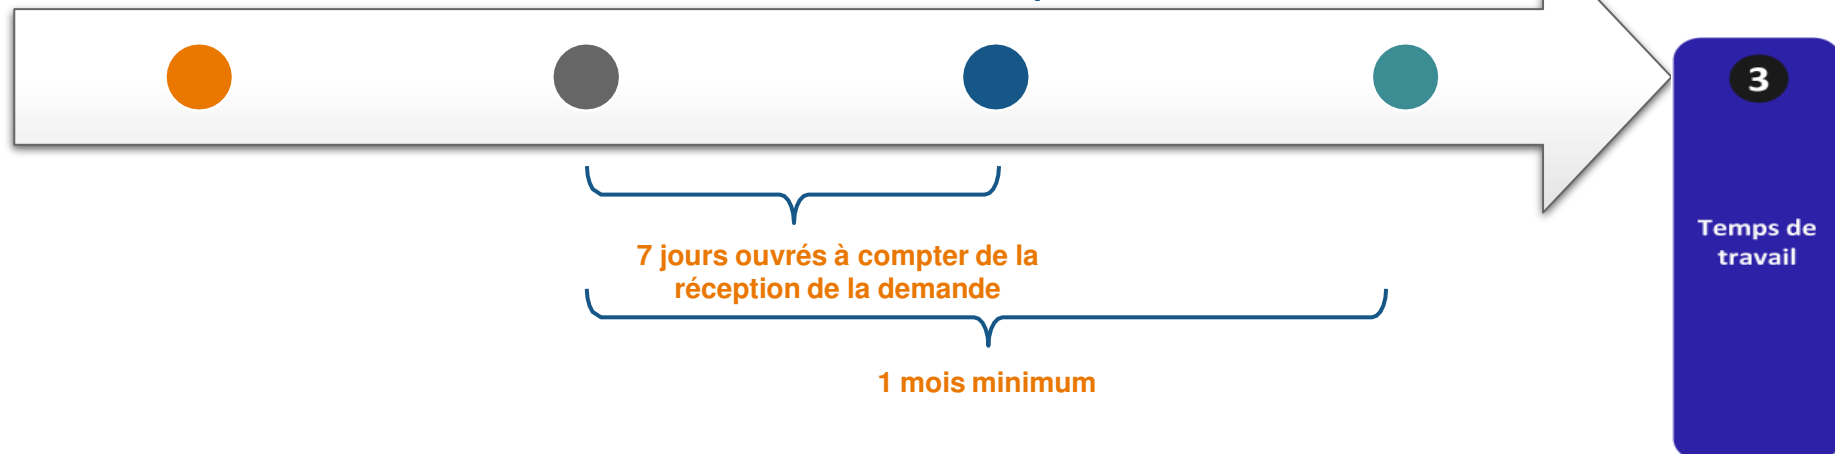 3
Temps de
travail
7 jours ouvrés à compter de la
réception de la demande
1 mois minimum